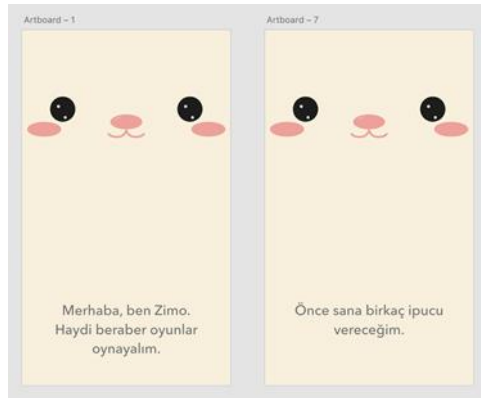 Artboard – 1
Merhaba, ben Zimo.
Haydi beraber oyunlar
oynayalım.
Artboard – 7
Önce sana birkaç ipucu
vereceğim.